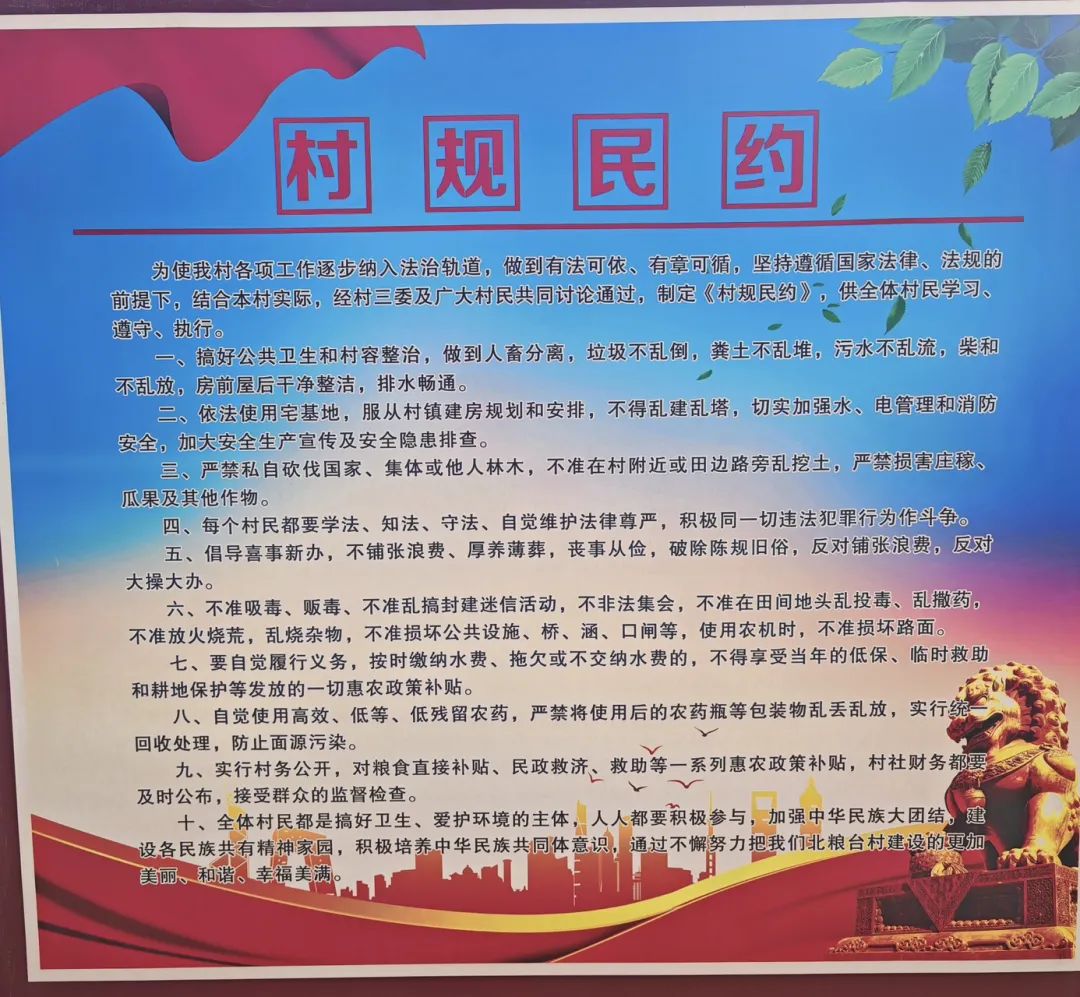 村规民约
为使我村各项工作逐步纳入法治轨道，做到有法可依、有章可循，坚持遵循国家法律、法规的
前提下，结合本村实际，经村三委及广大村民共同讨论通过，制定《村规民约》，供全体村民学习、
遵守、执行。
一、搞好公共卫生和村容整治，做到人畜分离，垃圾不乱倒，粪土不乱堆，污水不乱流，柴和
不乱放，房前屋后干净整洁，排水畅通。
二、依法使用宅基地，服从村镇建房规划和安排，不得乱建乱塔，切实加强水、电管理和消防
安全，加大安全生产宣传及安全隐患排查。
三、严禁私自砍伐国家、集体或他人林木，不准在村附近或田边路旁乱挖土，严禁损害庄稼、
瓜果及其他作物。
四、每个村民都要学法、知法、守法、自觉维护法律尊严，积极同一切违法犯罪行为作斗争。
五、倡导喜事新办，不铺张浪费、厚养薄葬，丧事从俭，破除陈规旧俗，反对铺张浪费，反对
大操大办。
六、不准吸毒、贩毒、不准乱搞封建迷信活动，不非法集会，不准在田间地头乱投毒、乱撒药，
不准放火烧荒，乱烧杂物，不准损坏公共设施、桥、涵、口闸等，使用农机时，不准损坏路面。
七、要自觉履行义务，按时缴纳水费、拖欠或不交纳水费的，不得享受当年的低保、临时救助
和耕地保护等发放的一切惠农政策补贴。
八、自觉使用高效、低等、低残留农药，严禁将使用后的农药瓶等包装物乱丢乱放，实行统一
回收处理，防止面源污染。
九、实行村务公开，对粮食直接补贴、民政救济、救助等一系列惠农政策补贴，村社财务都要
及时公布，接受群众的监督检查。
十、全体村民都是搞好卫生、爱护环境的主体，人人都要积极参与，加强中华民族大团结，建
设各民族共有精神家园，积极培养中华民族共同体意识，通过不懈努力把我们北粮台村建设的更加
美丽、和谐、幸福美满。